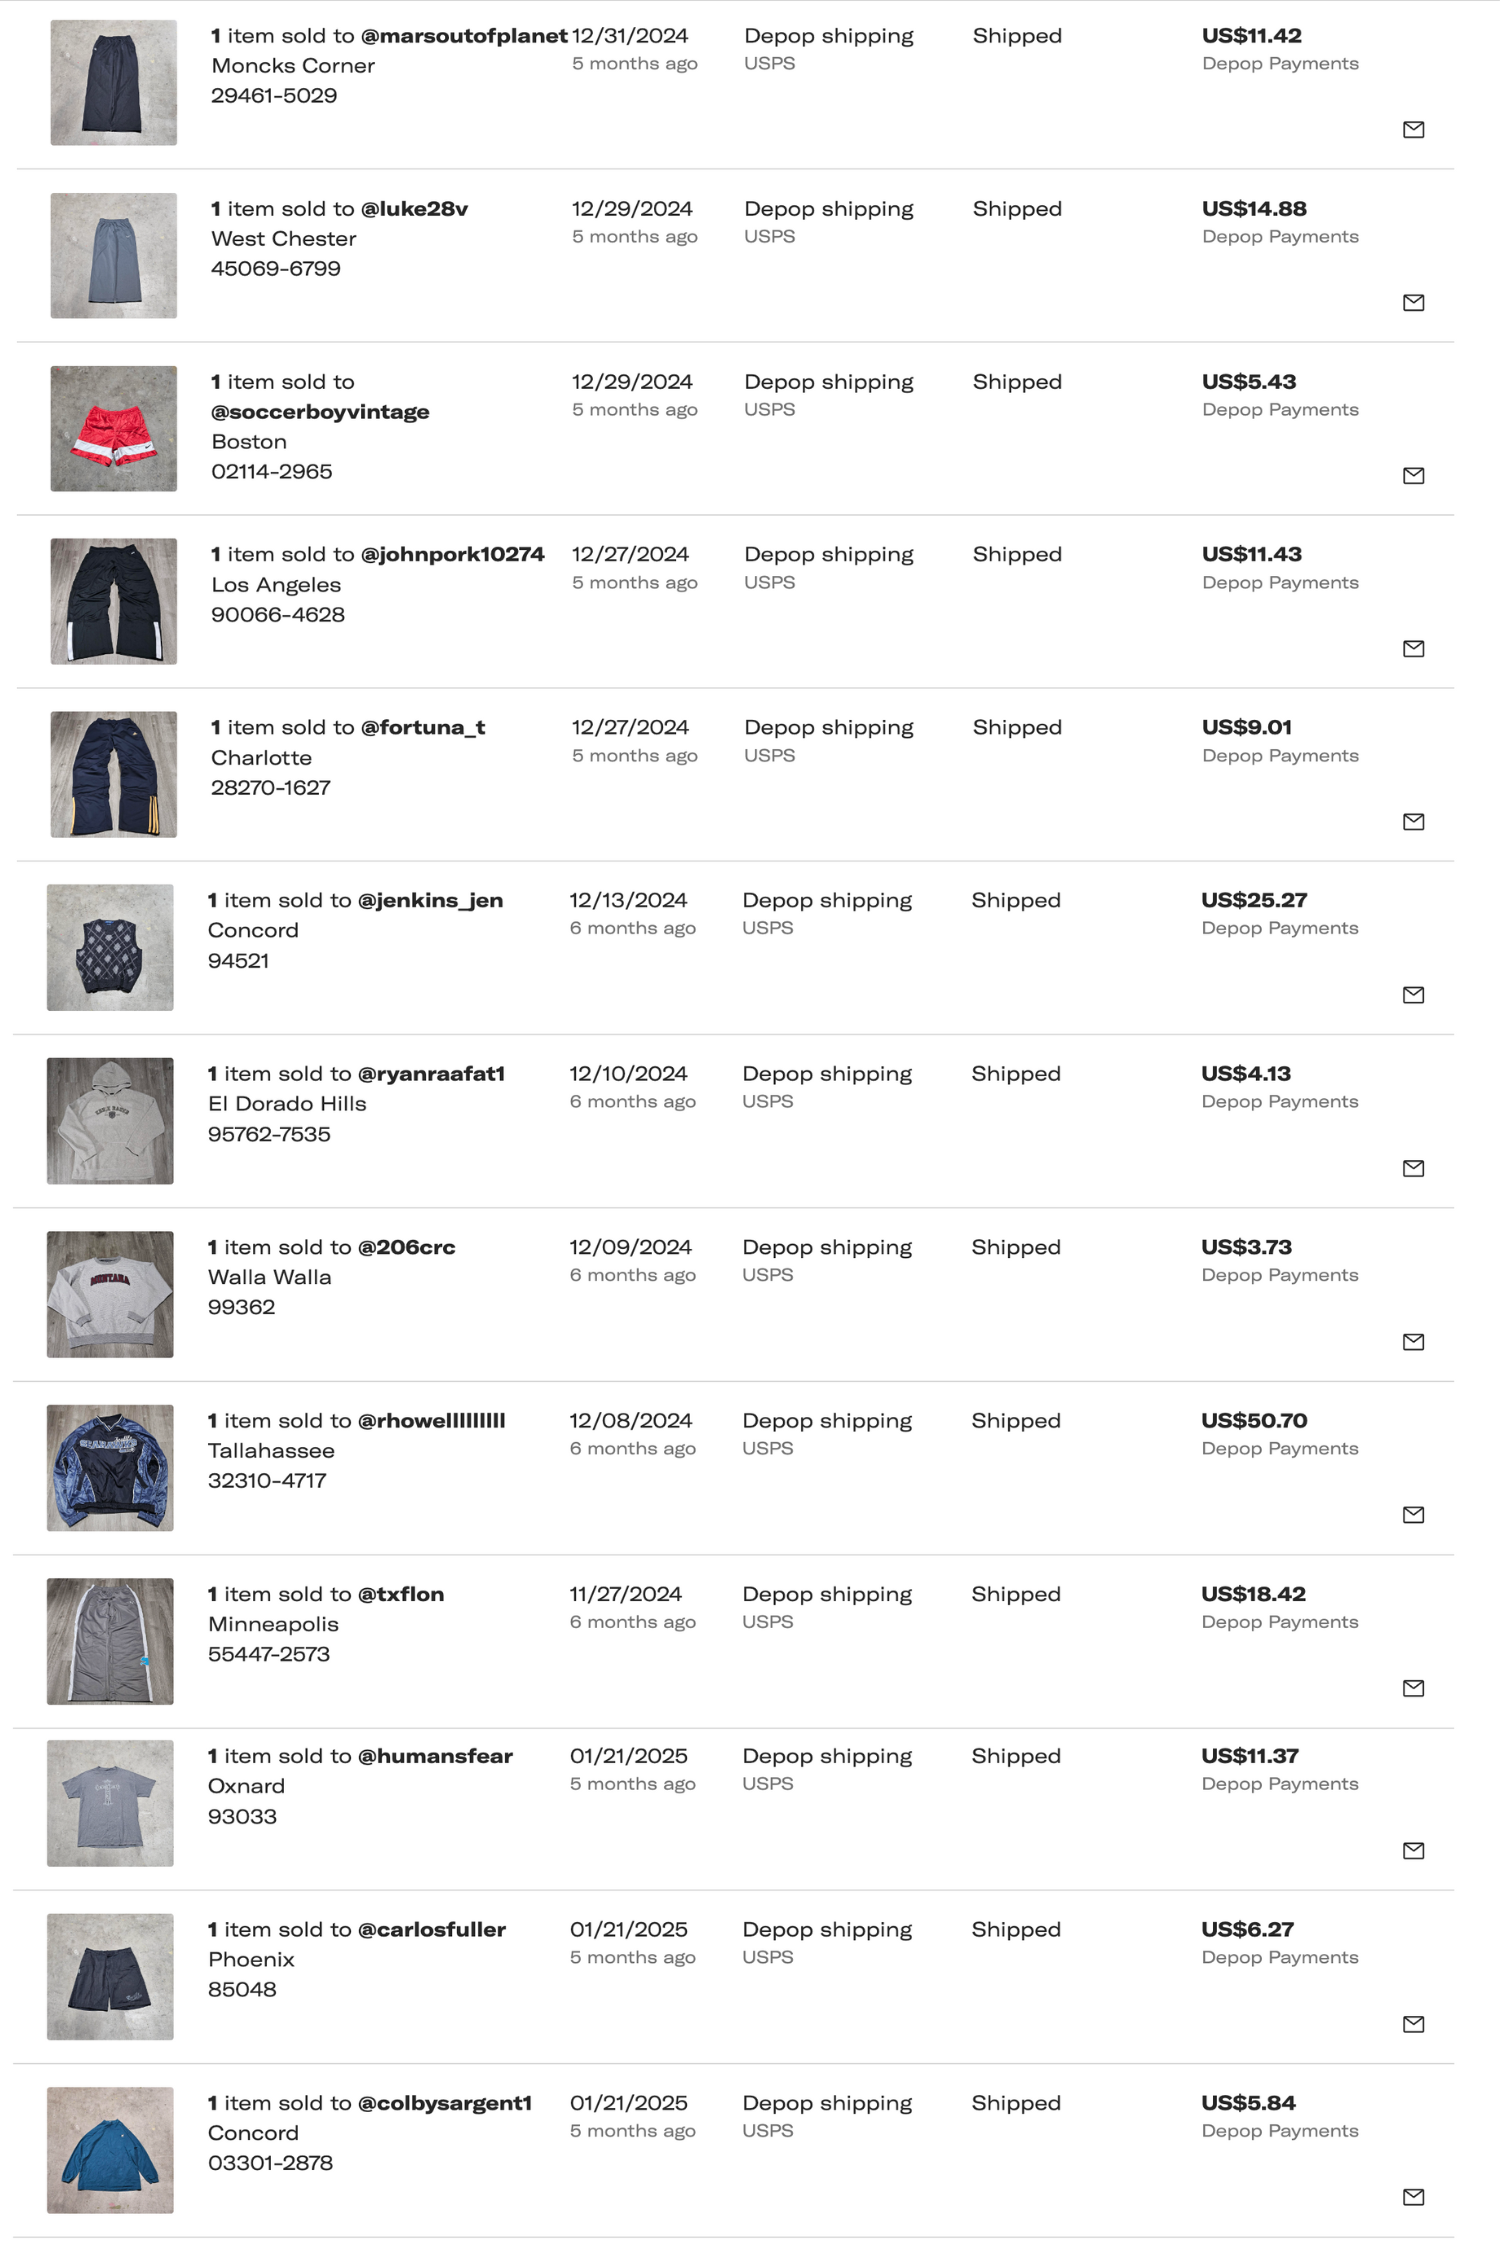 1 item sold to @marsoutofplanet 12/31/2024 Depop shipping Shipped US$11.42
Moncks Corner 5 months ago USPS Depop Payments
29461-5029
1 item sold to @luke28v 12/29/2024 Depop shipping Shipped US$14.88
West Chester 5 months ago USPS Depop Payments
45069-6799
1 item sold to 12/29/2024 Depop shipping Shipped US$5.43
@soccerboyvintage 5 months ago USPS Depop Payments
Boston
02114-2965
1 item sold to @johnpork10274 12/27/2024 Depop shipping Shipped US$11.43
Los Angeles 5 months ago USPS Depop Payments
90066-4628
1 item sold to @fortuna_t 12/27/2024 Depop shipping Shipped US$9.01
Charlotte 5 months ago USPS Depop Payments
28270-1627
1 item sold to @jenkins_jen 12/13/2024 Depop shipping Shipped US$25.27
Concord 6 months ago USPS Depop Payments
94521
1 item sold to @ryanraafat1 12/10/2024 Depop shipping Shipped US$4.13
El Dorado Hills 6 months ago USPS Depop Payments
95762-7535
1 item sold to @206crc 12/09/2024 Depop shipping Shipped US$3.73
Walla Walla 6 months ago USPS Depop Payments
99362
MONTANA
1 item sold to @rhowelllllllll 12/08/2024 Depop shipping Shipped US$50.70
Tallahassee 6 months ago USPS Depop Payments
32310-4717
1 item sold to @txflon 11/27/2024 Depop shipping Shipped US$18.42
Minneapolis 6 months ago USPS Depop Payments
55447-2573
1 item sold to @humansfear 01/21/2025 Depop shipping Shipped US$11.37
Oxnard 5 months ago USPS Depop Payments
93033
1 item sold to @carlosfuller 01/21/2025 Depop shipping Shipped US$6.27
Phoenix 5 months ago USPS Depop Payments
85048
1 item sold to @colbysargent1 01/21/2025 Depop shipping Shipped US$5.84
Concord 5 months ago USPS Depop Payments
03301-2878